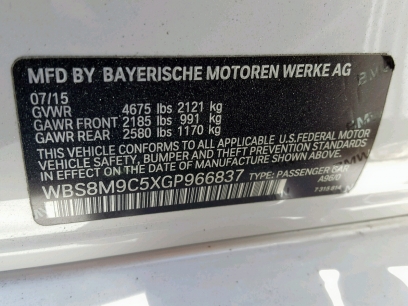 MFD BY BAYERISCHE MOTOREN WERKE AG
07/15
GVWR 4675 lbs 2121 kg
GAWR FRONT 2185 lbs 991 kg
GAWR REAR 2580 lbs 1170 kg
THIS VEHICLE CONFORMS TO ALL APPLICABLE U.S. FEDERAL MOTOR
VEHICLE SAFETY, BUMPER, AND THEFT PREVENTION STANDARDS IN
EFFECT ON THE DATE OF MANUFACTURE SHOWN ABOVE.
WBS8M9C5XGP966837 TYPE: PASSENGER CAR
A96/0